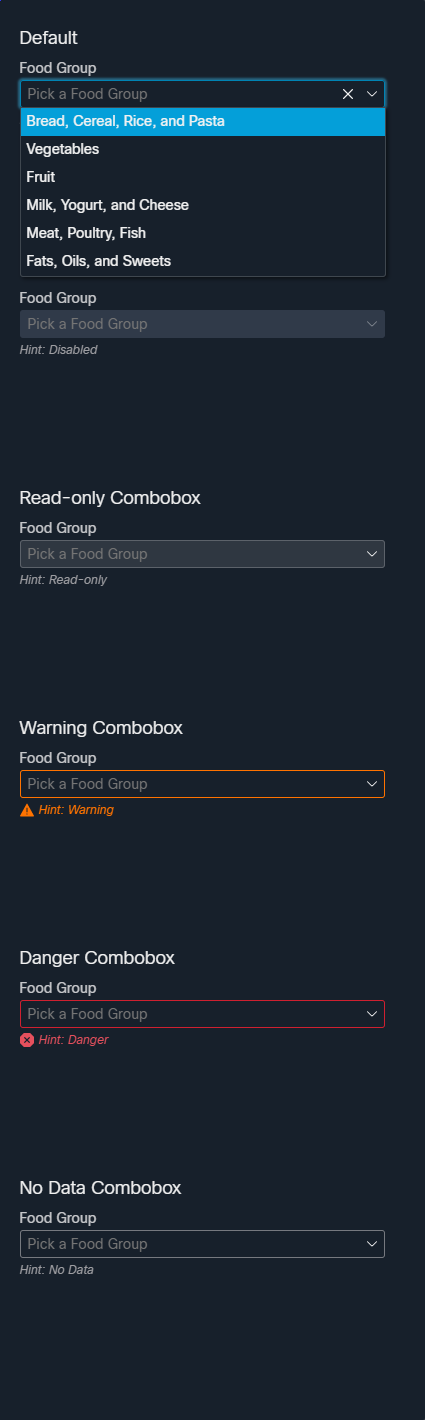 Default
Food Group
Pick a Food Group
Bread, Cereal, Rice, and Pasta
Vegetables
Fruit
Milk, Yogurt, and Cheese
Meat, Poultry, Fish
Fats, Oils, and Sweets
Food Group
Pick a Food Group
Hint: Disabled
Read-only Combobox
Food Group
Pick a Food Group
Hint: Read-only
Warning Combobox
Food Group
Pick a Food Group
Hint: Warning
Danger Combobox
Food Group
Pick a Food Group
Hint: Danger
No Data Combobox
Food Group
Pick a Food Group
Hint: No Data